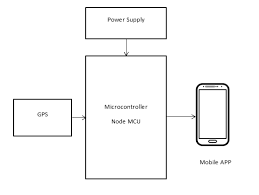 Power Supply
Microcontroller
Node MCU
GPS
Mobile APP